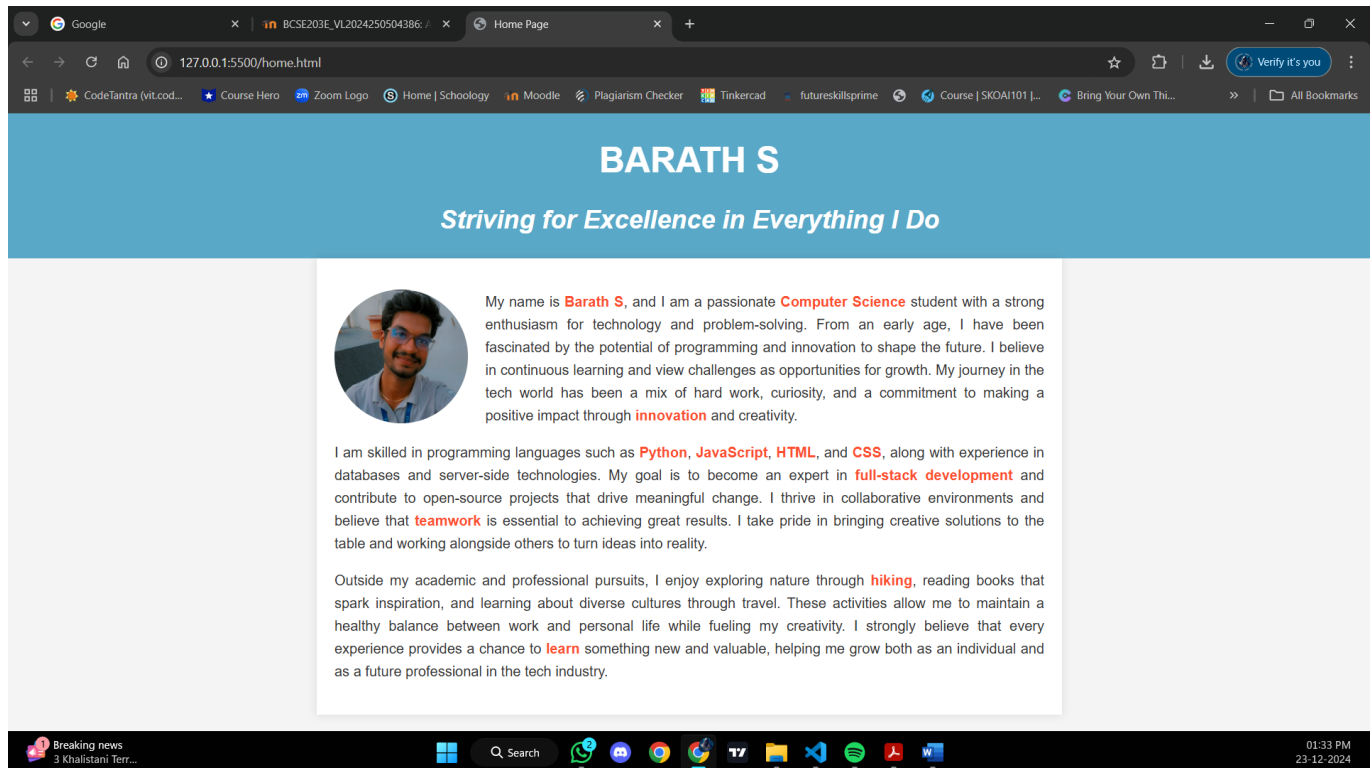 Google
BCSE203E_VL2024250504386: A
Home Page
127.0.0.1:5500/home.html
Verify it's you
CodeTantra (vit.cod...
Course Hero
zm Zoom Logo
S Home | Schoology
Moodle
Plagiarism Checker
Tinkercad
futureskillsprime
Course | SKOAI101 |...
Bring Your Own Thi...
All Bookmarks
BARATH S
Striving for Excellence in Everything I Do
My name is Barath S, and I am a passionate Computer Science student with a strong
enthusiasm for technology and problem-solving. From an early age, I have been
fascinated by the potential of programming and innovation to shape the future. I believe
in continuous learning and view challenges as opportunities for growth. My journey in the
tech world has been a mix of hard work, curiosity, and a commitment to making a
positive impact through innovation and creativity.
I am skilled in programming languages such as Python, JavaScript, HTML, and CSS, along with experience in
databases and server-side technologies. My goal is to become an expert in full-stack development and
contribute to open-source projects that drive meaningful change. I thrive in collaborative environments and
believe that teamwork is essential to achieving great results. I take pride in bringing creative solutions to the
table and working alongside others to turn ideas into reality.
Outside my academic and professional pursuits, I enjoy exploring nature through hiking, reading books that
spark inspiration, and learning about diverse cultures through travel. These activities allow me to maintain a
healthy balance between work and personal life while fueling my creativity. I strongly believe that every
experience provides a chance to learn something new and valuable, helping me grow both as an individual and
as a future professional in the tech industry.
1
Breaking news
3 Khalistani Terr...
Search
2
01:33 PM
23-12-2024